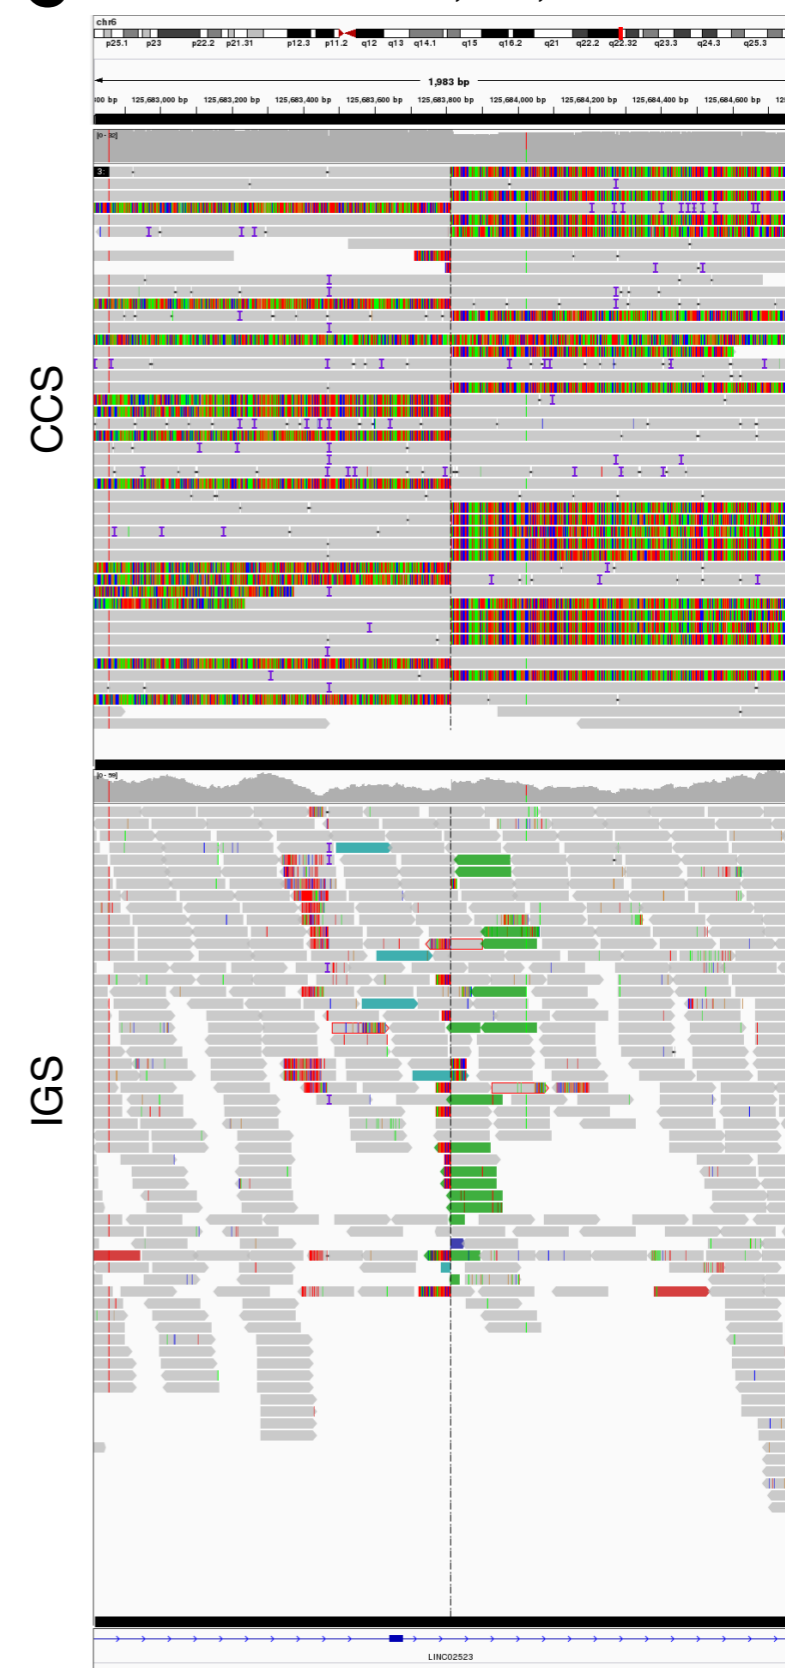 chr6
p25.1 p23 p22.2 p21.31 p12.3 p11.2 q12 q13 q14.1 q15 q16.2 q21 q22.2 q22.32 q23.3 q24.3 q25.3
1,983 bp
125,683,000 bp 125,683,200 bp 125,683,400 bp 125,683,600 bp 125,683,800 bp 125,684,000 bp 125,684,200 bp 125,684,400 bp 125,684,600 bp
CCS
IGS
LINC02523